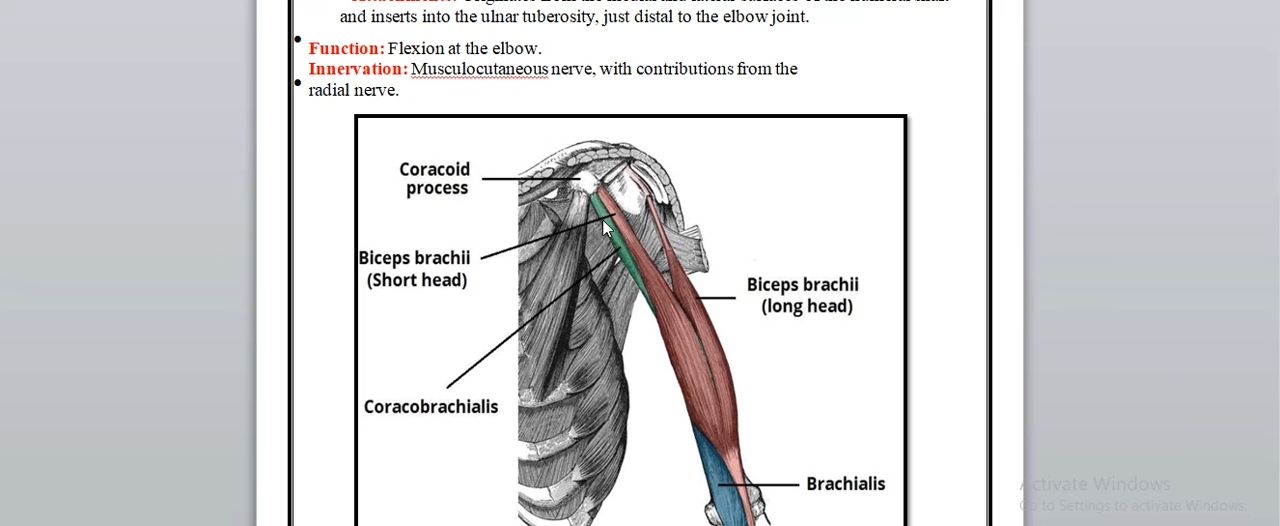 and inserts into the ulnar tuberosity, just distal to the elbow joint.
Function: Flexion at the elbow.
Innervation: Musculocutaneous nerve, with contributions from the
radial nerve.
Coracoid
process
Biceps brachii
(Short head)
Biceps brachii
(long head)
Coracobrachialis
Brachialis
Activate Windows
Go to Settings to activate Windows.